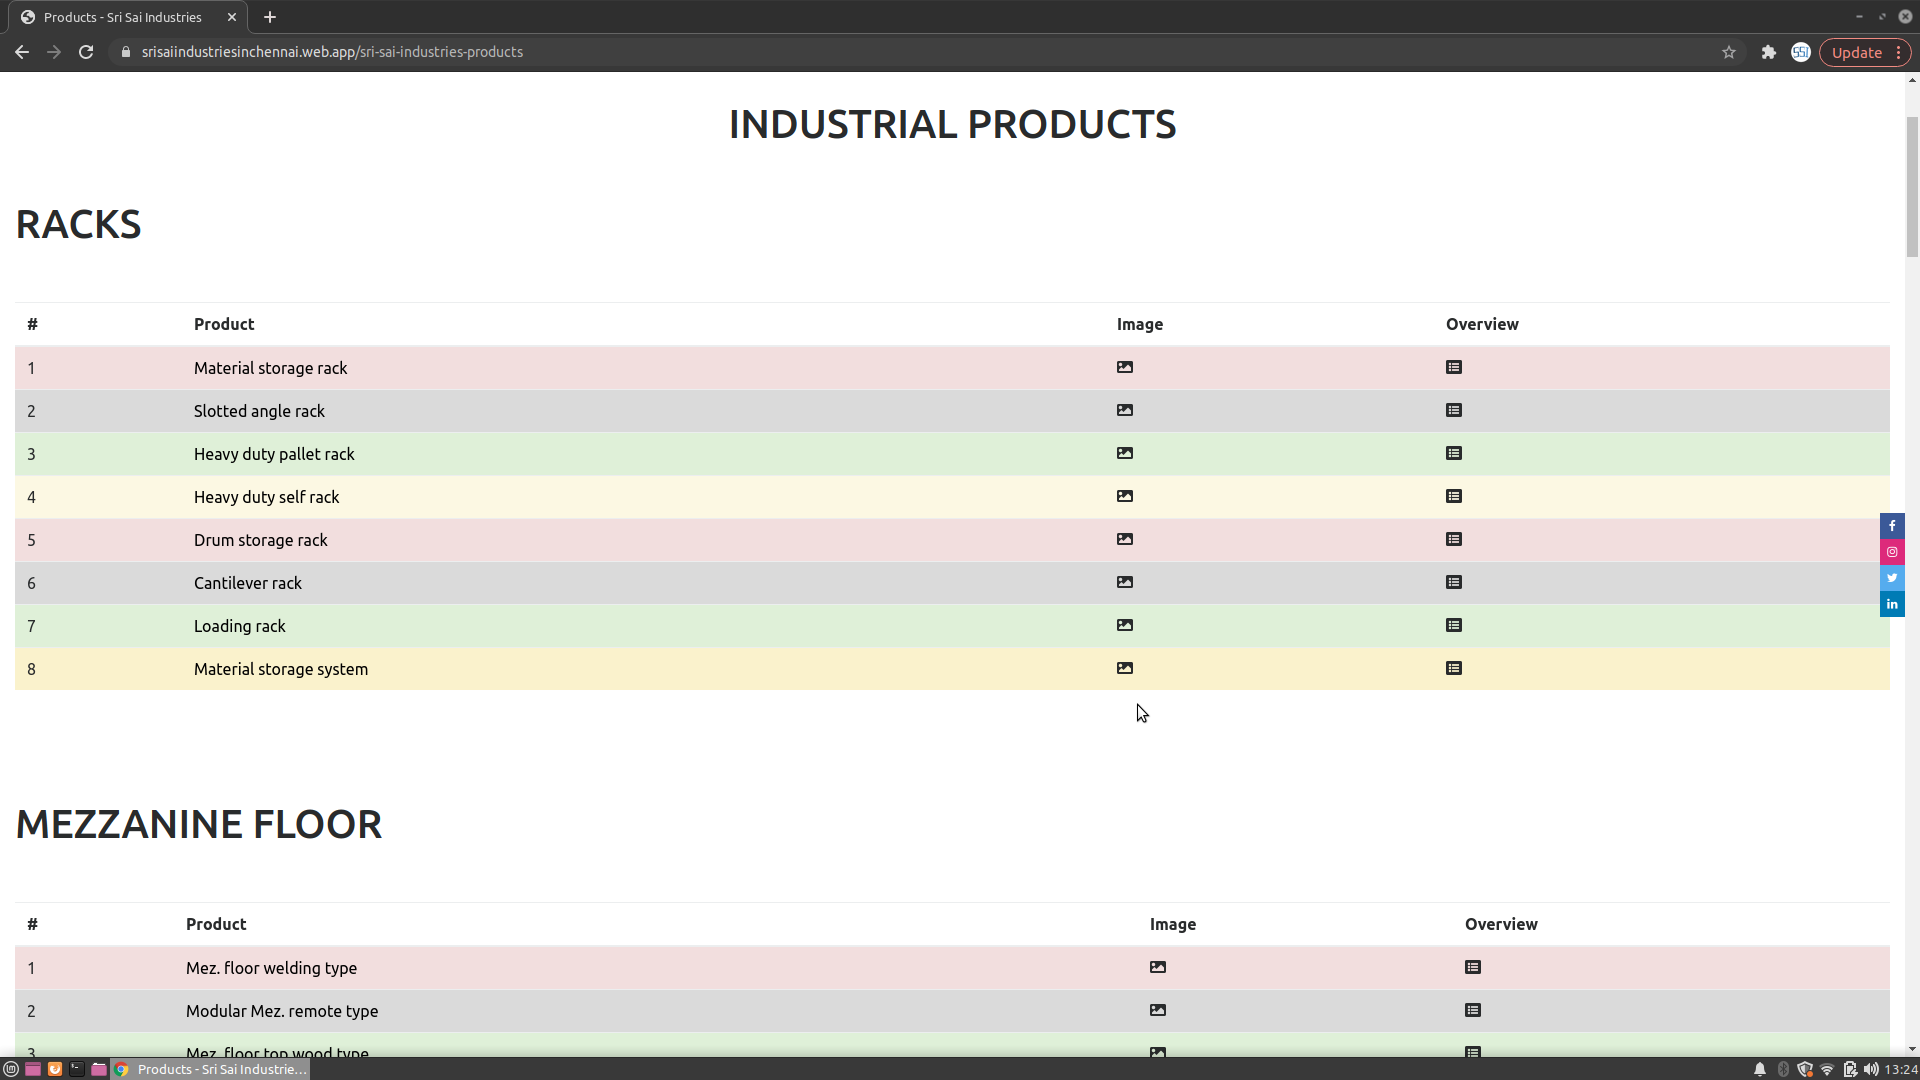 Products - Sri Sai Industries
srisaiindustriesinchennai.web.app/sri-sai-industries-products
SSI
Update
INDUSTRIAL PRODUCTS
RACKS
# Product Image Overview
1 Material storage rack
2 Slotted angle rack
3 Heavy duty pallet rack
4 Heavy duty self rack
5 Drum storage rack
6 Cantilever rack
7 Loading rack
8 Material storage system
MEZZANINE FLOOR
# Product Image Overview
1 Mez. floor welding type
2 Modular Mez. remote type
3 Mez. floor top wood type
Products - Sri Sai Industrie...
13:24